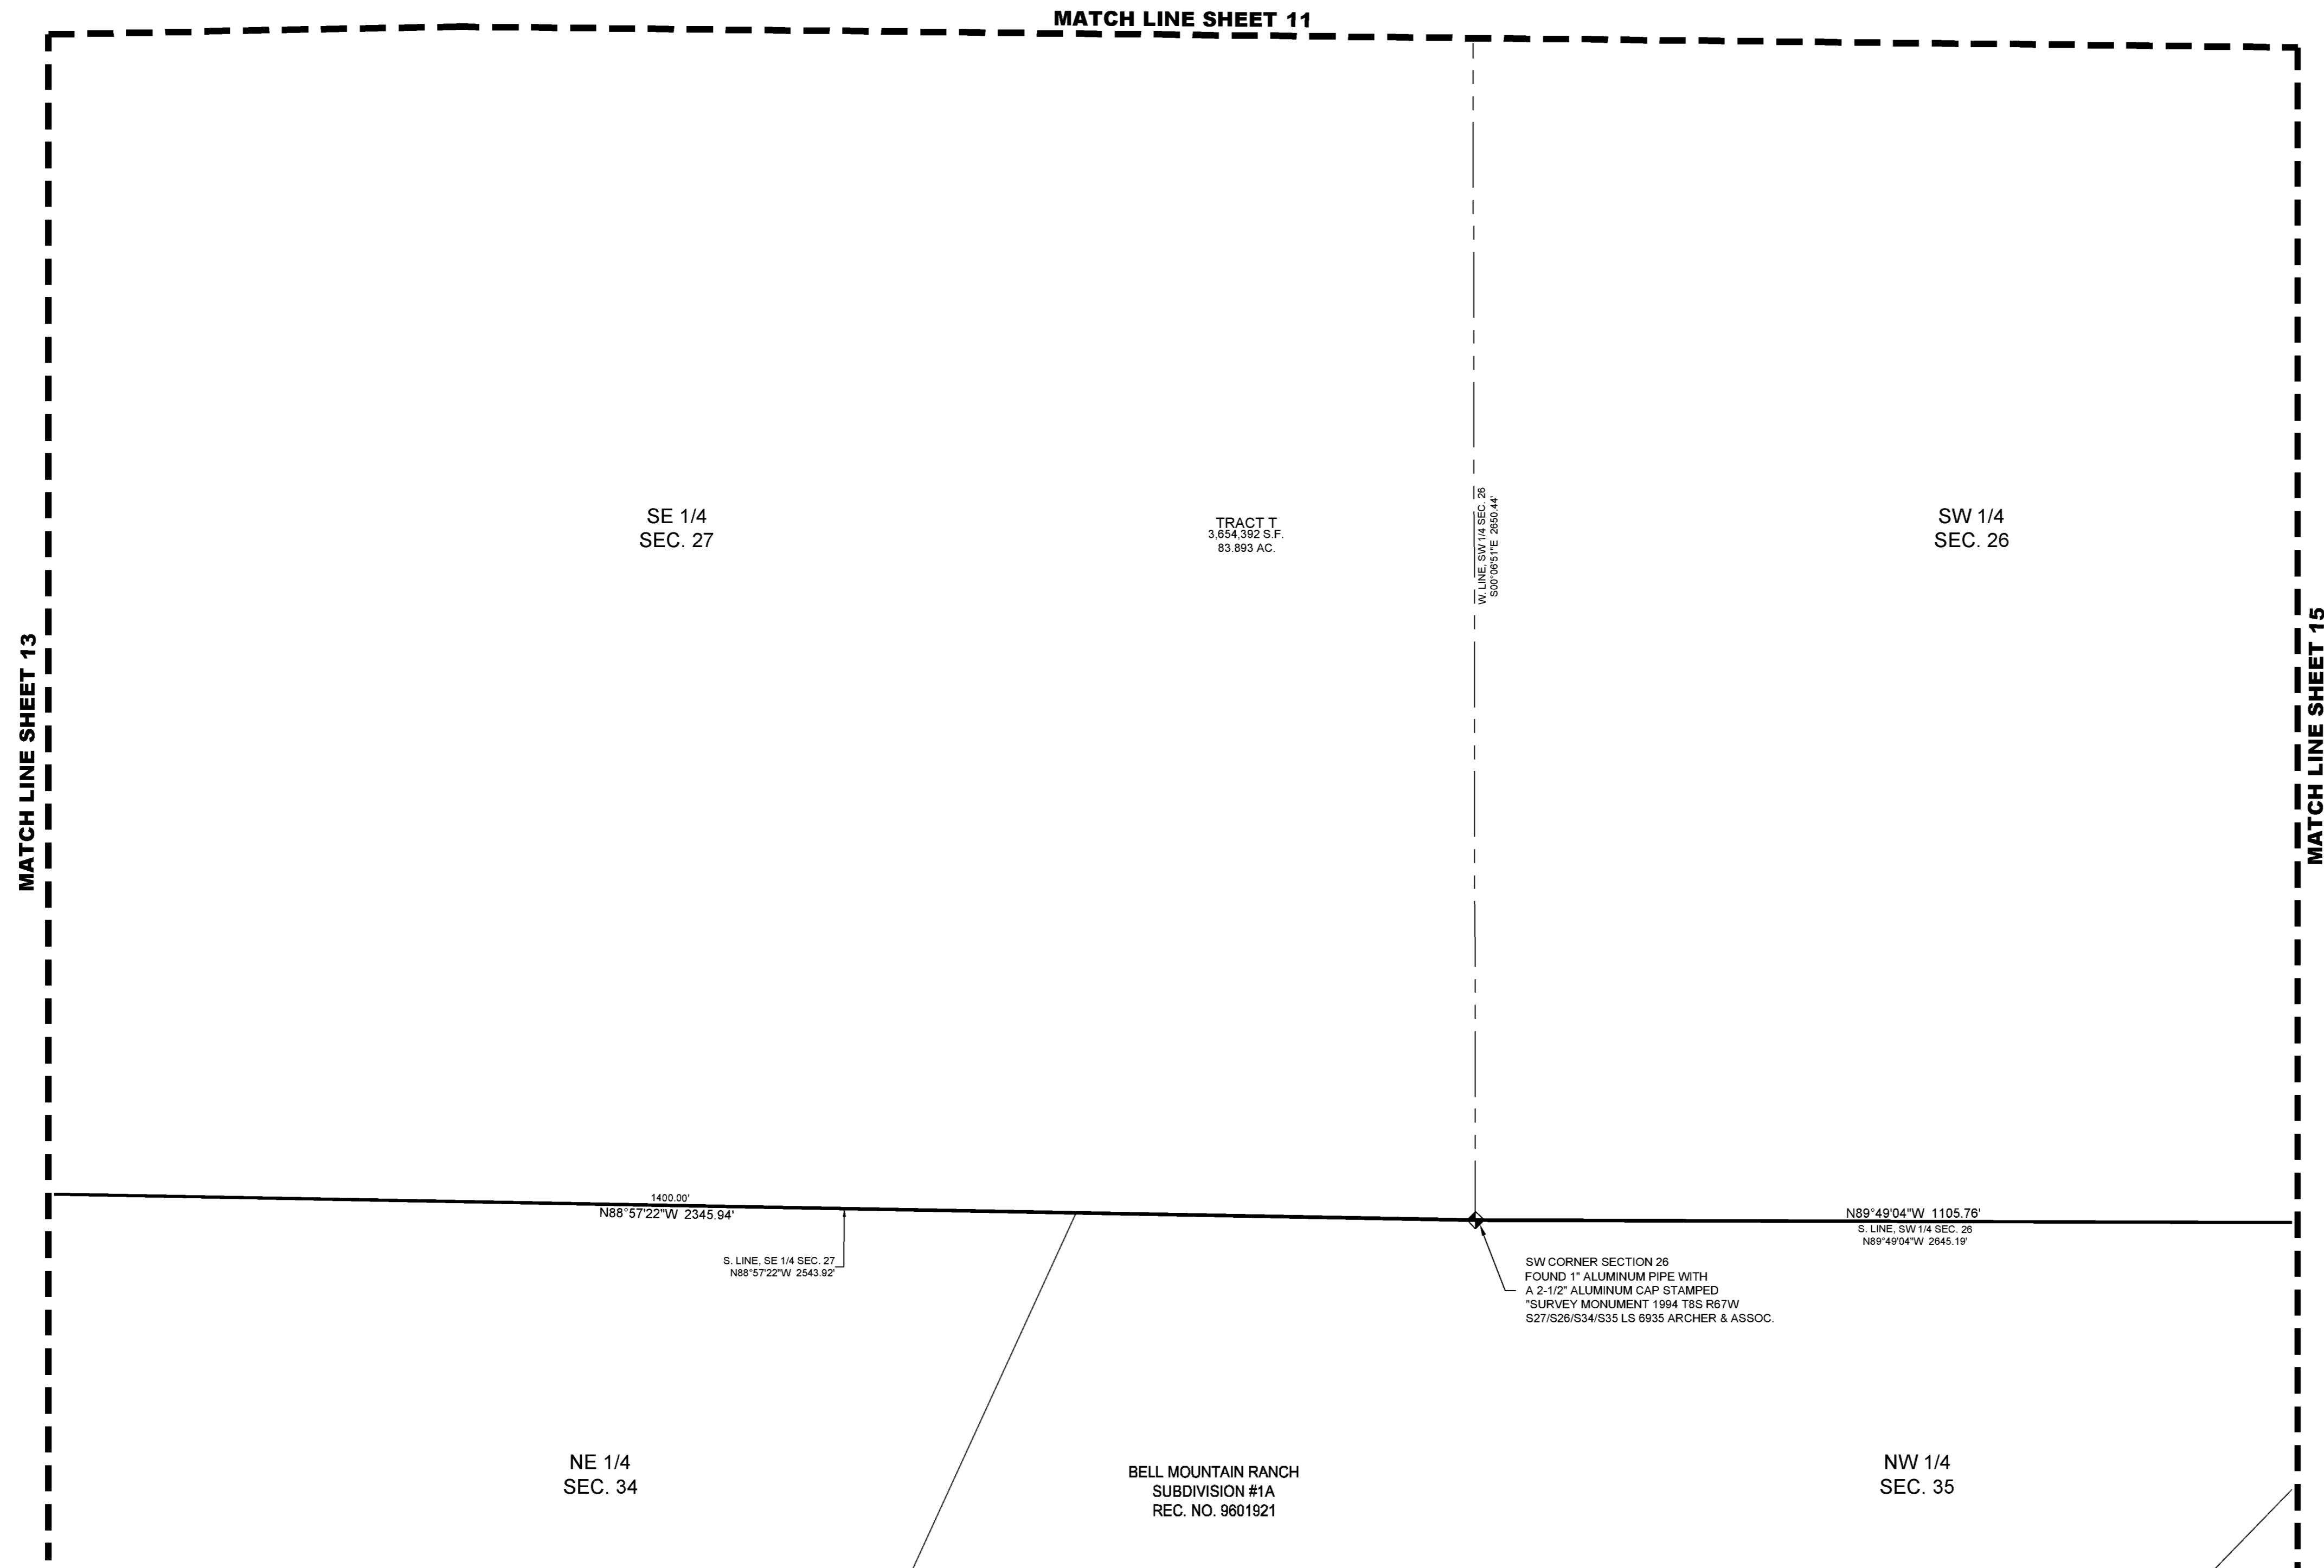 MATCH LINE SHEET 11
SE 1/4
SEC. 27
TRACT T
3,654,392 S.F.
83.893 AC.
W. LINE, SW 1/4 SEC. 26
S00°06'51"E 2650.44'
SW 1/4
SEC. 26
MATCH LINE SHEET 13
MATCH LINE SHEET 15
1400.00'
N88°57'22"W 2345.94'
S. LINE, SE 1/4 SEC. 27
N88°57'22"W 2543.92'
N89°49'04"W 1105.76'
S. LINE, SW 1/4 SEC. 26
N89°49'04"W 2645.19'
SW CORNER SECTION 26
FOUND 1" ALUMINUM PIPE WITH
A 2-1/2" ALUMINUM CAP STAMPED
"SURVEY MONUMENT 1994 T8S R67W
S27/S26/S34/S35 LS 6935 ARCHER & ASSOC.
NE 1/4
SEC. 34
BELL MOUNTAIN RANCH
SUBDIVISION #1A
REC. NO. 9601921
NW 1/4
SEC. 35